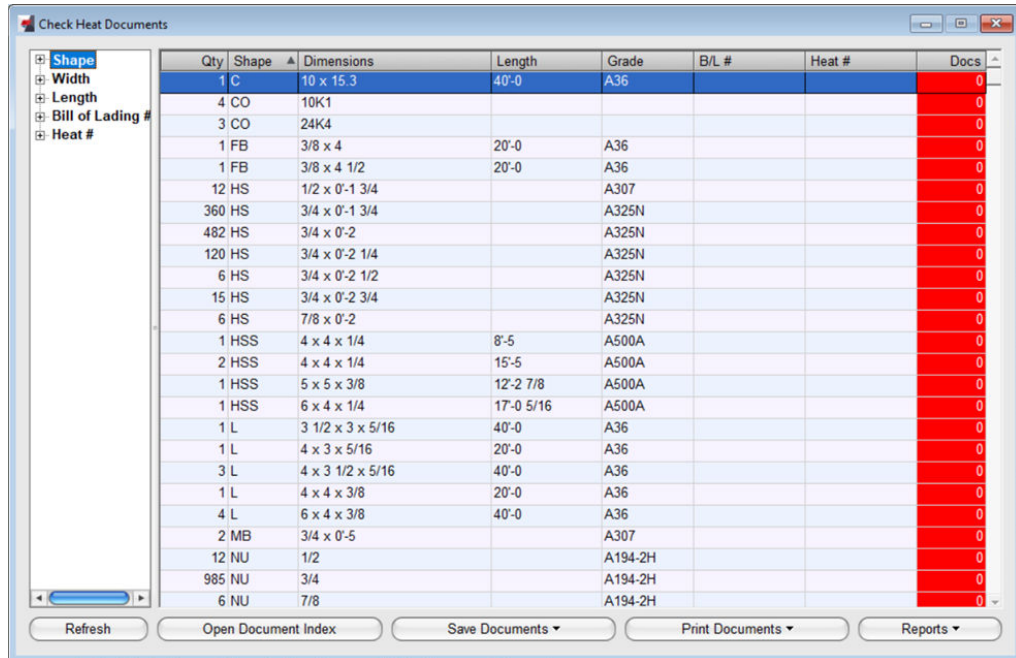 Check Heat Documents
Shape
Width
Length
Bill of Lading #
Heat #
Qty Shape Dimensions Length Grade B/L # Heat # Docs
1 C 10 x 15.3 40'-0 A36 0
4 CO 10K1 0
3 CO 24K4 0
1 FB 3/8 x 4 20'-0 A36 0
1 FB 3/8 x 4 1/2 20'-0 A36 0
12 HS 1/2 x 0'-1 3/4 A307 0
360 HS 3/4 x 0'-1 3/4 A325N 0
482 HS 3/4 x 0'-2 A325N 0
120 HS 3/4 x 0'-2 1/4 A325N 0
6 HS 3/4 x 0'-2 1/2 A325N 0
15 HS 3/4 x 0'-2 3/4 A325N 0
6 HS 7/8 x 0'-2 A325N 0
1 HSS 4 x 4 x 1/4 8'-5 A500A 0
2 HSS 4 x 4 x 1/4 15'-5 A500A 0
1 HSS 5 x 5 x 3/8 12'-2 7/8 A500A 0
1 HSS 6 x 4 x 1/4 17'-0 5/16 A500A 0
1 L 3 1/2 x 3 x 5/16 40'-0 A36 0
1 L 4 x 3 x 5/16 20'-0 A36 0
3 L 4 x 3 1/2 x 5/16 40'-0 A36 0
1 L 4 x 4 x 3/8 20'-0 A36 0
4 L 6 x 4 x 3/8 40'-0 A36 0
2 MB 3/4 x 0'-5 A307 0
12 NU 1/2 A194-2H 0
985 NU 3/4 A194-2H 0
6 NU 7/8 A194-2H 0
Refresh Open Document Index Save Documents Print Documents Reports